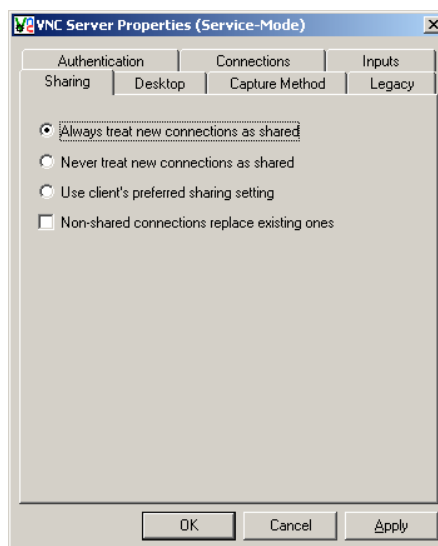 VNC Server Properties (Service-Mode)
Authentication Connections Inputs
Sharing Desktop Capture Method Legacy
Always treat new connections as shared
Never treat new connections as shared
Use client's preferred sharing setting
Non-shared connections replace existing ones
OK Cancel Apply